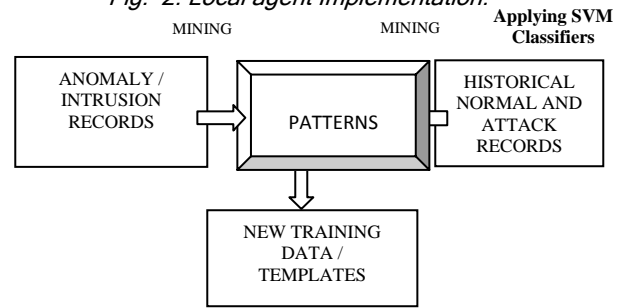 Fig. 2. Local agent implementation.
MINING
MINING
Applying SVM
Classifiers
ANOMALY /
INTRUSION
RECORDS
PATTERNS
HISTORICAL
NORMAL AND
ATTACK
RECORDS
NEW TRAINING
DATA /
TEMPLATES